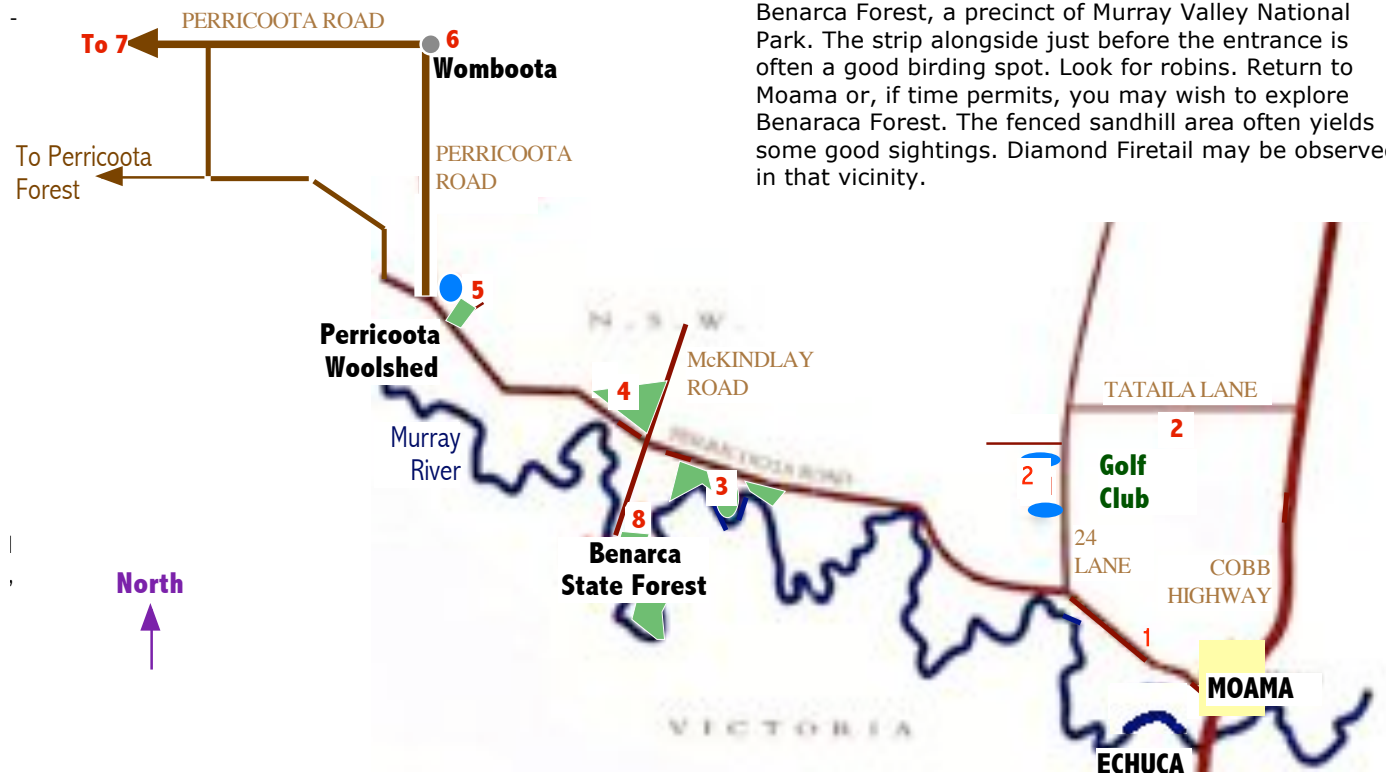 Benarca Forest, a precinct of Murray Valley National
Park. The strip alongside just before the entrance is
often a good birding spot. Look for robins. Return to
Moama or, if time permits, you may wish to explore
Benaraca Forest. The fenced sandhill area often yields
some good sightings. Diamond Firetail may be observe
in that vicinity.
-
PERRICOOTA ROAD
To 7
6
Womboota
To Perricoota
Forest
PERRICOOTA
ROAD
5
N. S. W.
Perricoota
Woolshed
4
McKINDLAY
ROAD
TATAILA LANE
2
Murray
River
PERRICOOTA ROAD
3
2
Golf
Club
8
Benarca
State Forest
24
LANE
COBB
HIGHWAY
North
1
MOAMA
VICTORIA
ECHUCA